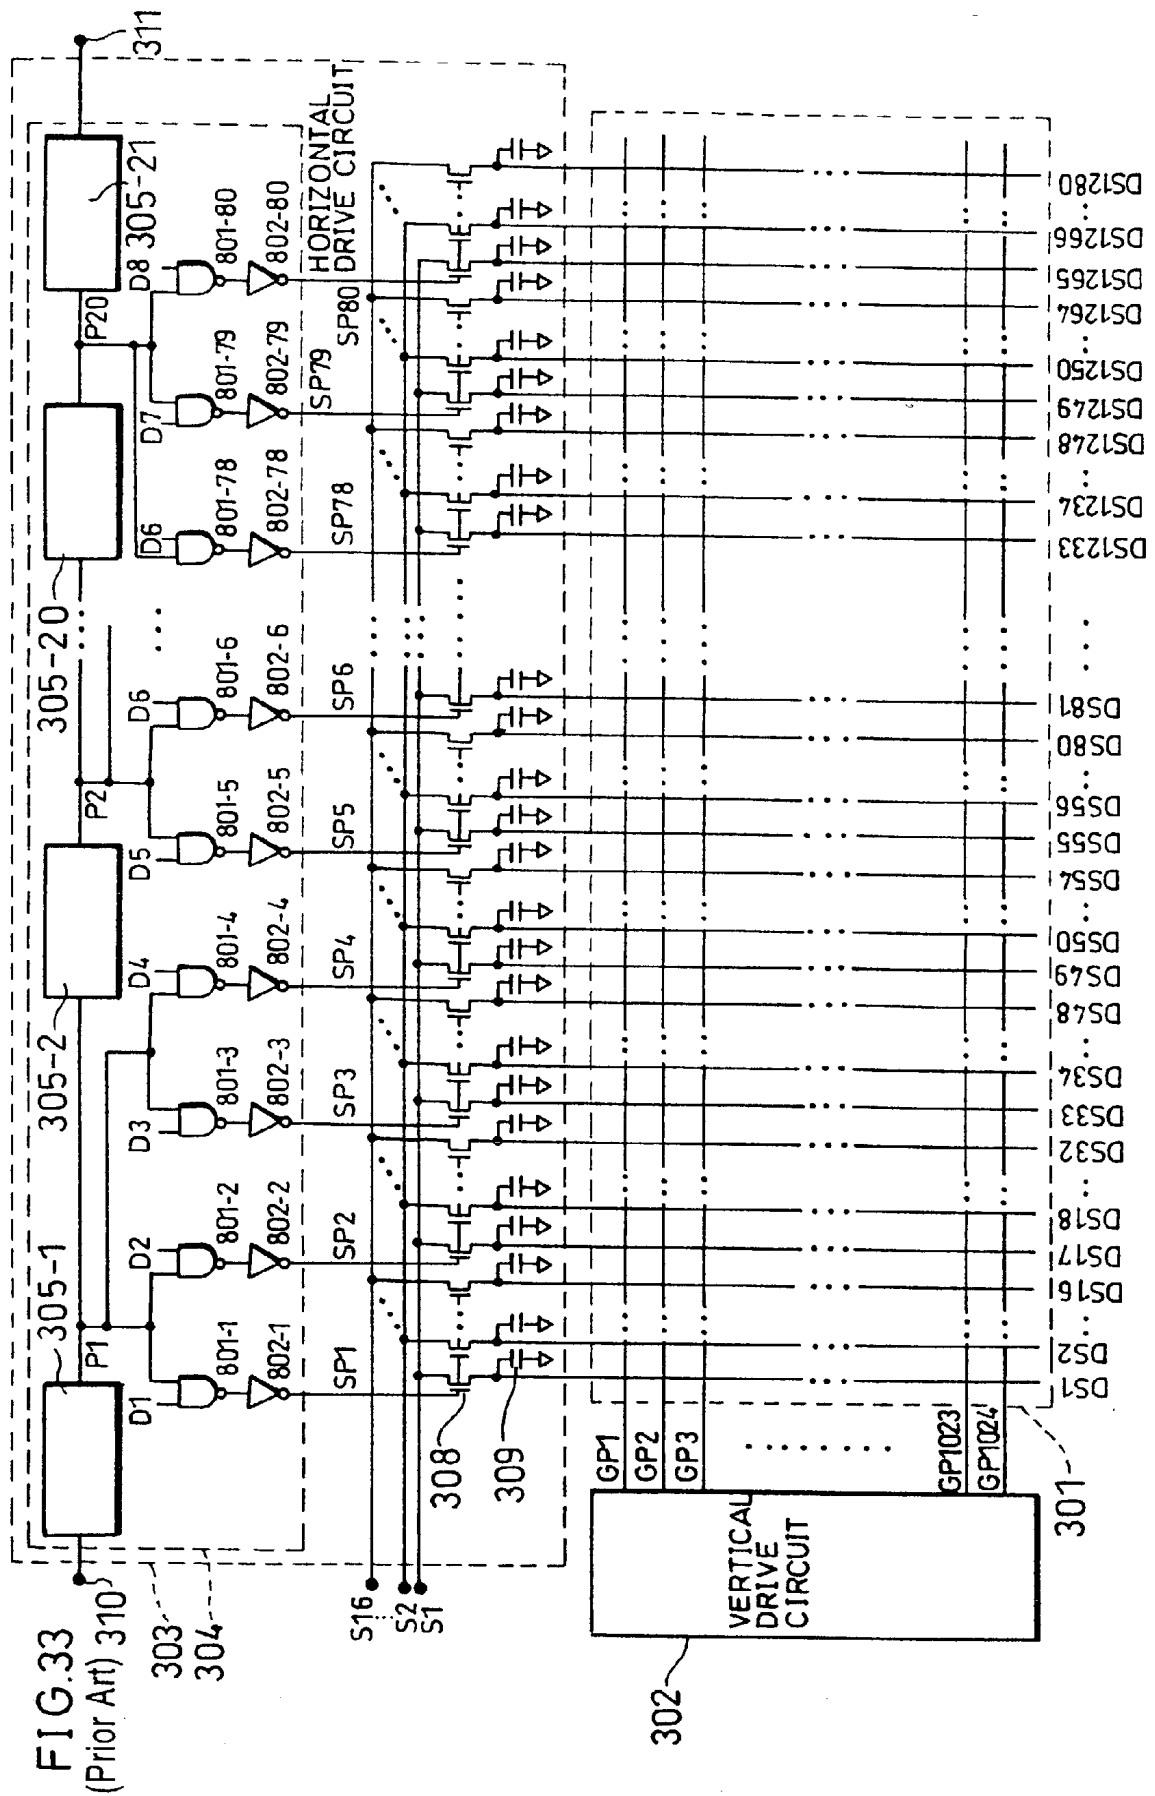 FIG.33
(Prior Art)
310
303
304
305-1
305-2
305-20
305-21
311
P1
P2
P20
D1
D2
D3
D4
D5
D6
D6
D7
D8
801-1
801-2
801-3
801-4
801-5
801-6
801-78
801-79
801-80
802-1
802-2
802-3
802-4
802-5
802-6
802-78
802-79
802-80
HORIZONTAL
DRIVE CIRCUIT
SP1
SP2
SP3
SP4
SP5
SP6
SP78
SP79
SP80
S16
S2
S1
308
309
302
VERTICAL
DRIVE
CIRCUIT
GP1
GP2
GP3
GP1023
GP1024
301
DS1
DS2
DS16
DS17
DS18
DS32
DS33
DS34
DS48
DS49
DS50
DS54
DS55
DS56
DS80
DS81
DS1233
DS1234
DS1248
DS1249
DS1250
DS1264
DS1265
DS1266
DS1280